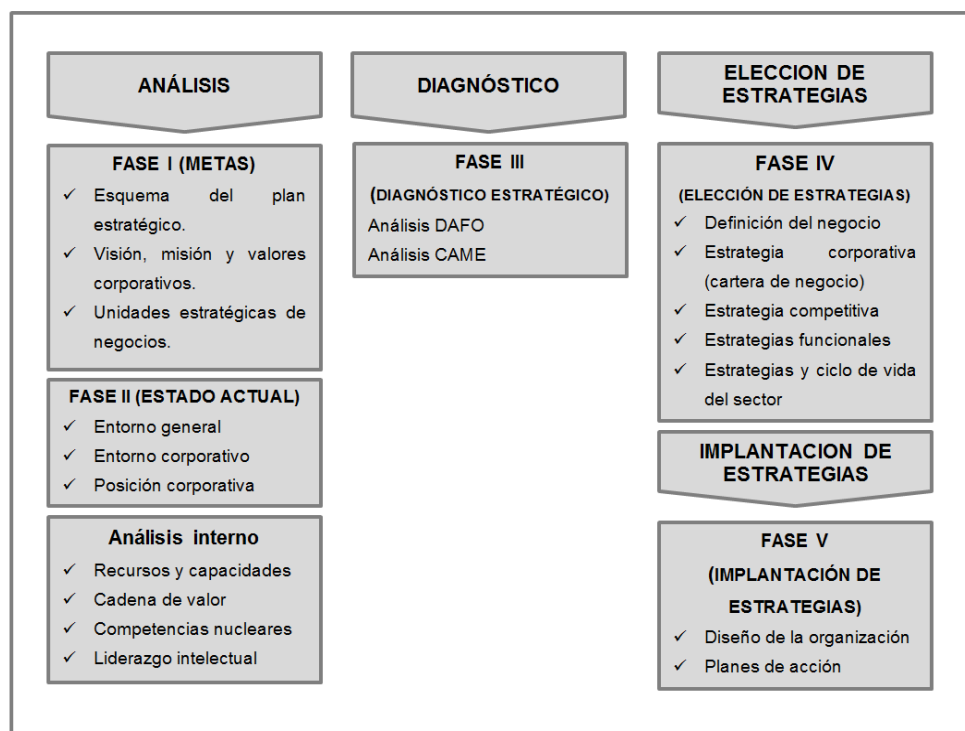 ANÁLISIS
FASE I (METAS)
✓ Esquema del plan
estratégico.
✓ Visión, misión y valores
corporativos.
✓ Unidades estratégicas de
negocios.
FASE II (ESTADO ACTUAL)
✓ Entorno general
✓ Entorno corporativo
✓ Posición corporativa
Análisis interno
✓ Recursos y capacidades
✓ Cadena de valor
✓ Competencias nucleares
✓ Liderazgo intelectual
DIAGNÓSTICO
FASE III
(DIAGNÓSTICO ESTRATÉGICO)
Análisis DAFO
Análisis CAME
ELECCION DE
ESTRATEGIAS
FASE IV
(ELECCIÓN DE ESTRATEGIAS)
✓ Definición del negocio
✓ Estrategia corporativa
(cartera de negocio)
✓ Estrategia competitiva
✓ Estrategias funcionales
✓ Estrategias y ciclo de vida
del sector
IMPLANTACION DE
ESTRATEGIAS
FASE V
(IMPLANTACIÓN DE
ESTRATEGIAS)
✓ Diseño de la organización
✓ Planes de acción